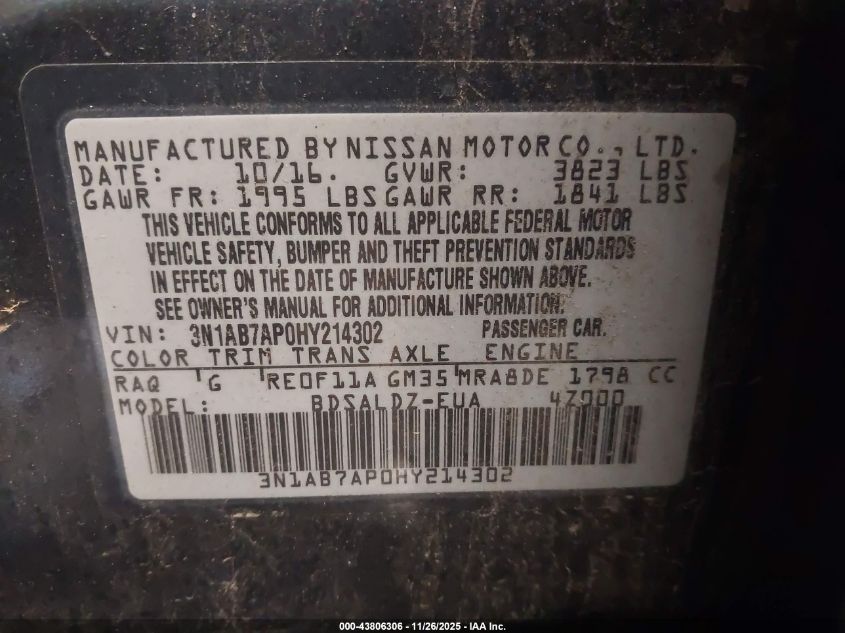 MANUFACTURED BY NISSAN MOTOR CO., LTD.
DATE: 10/16. GVWR: 3823 LBS
GAWR FR: 1995 LBS GAWR RR: 1841 LBS
THIS VEHICLE CONFORMS TO ALL APPLICABLE FEDERAL MOTOR
VEHICLE SAFETY, BUMPER AND THEFT PREVENTION STANDARDS
IN EFFECT ON THE DATE OF MANUFACTURE SHOWN ABOVE.
SEE OWNER'S MANUAL FOR ADDITIONAL INFORMATION.
VIN: 3N1AB7AP0HY214302 PASSENGER CAR.
COLOR TRIM TRANS AXLE ENGINE
RAQ G RE0F11A GM35 MRA8DE 1798 CC
MODEL: BDSALDZ-EUA 4Z000
3N1AB7AP0HY214302
000-43806306 - 11/26/2025 - IAA Inc.